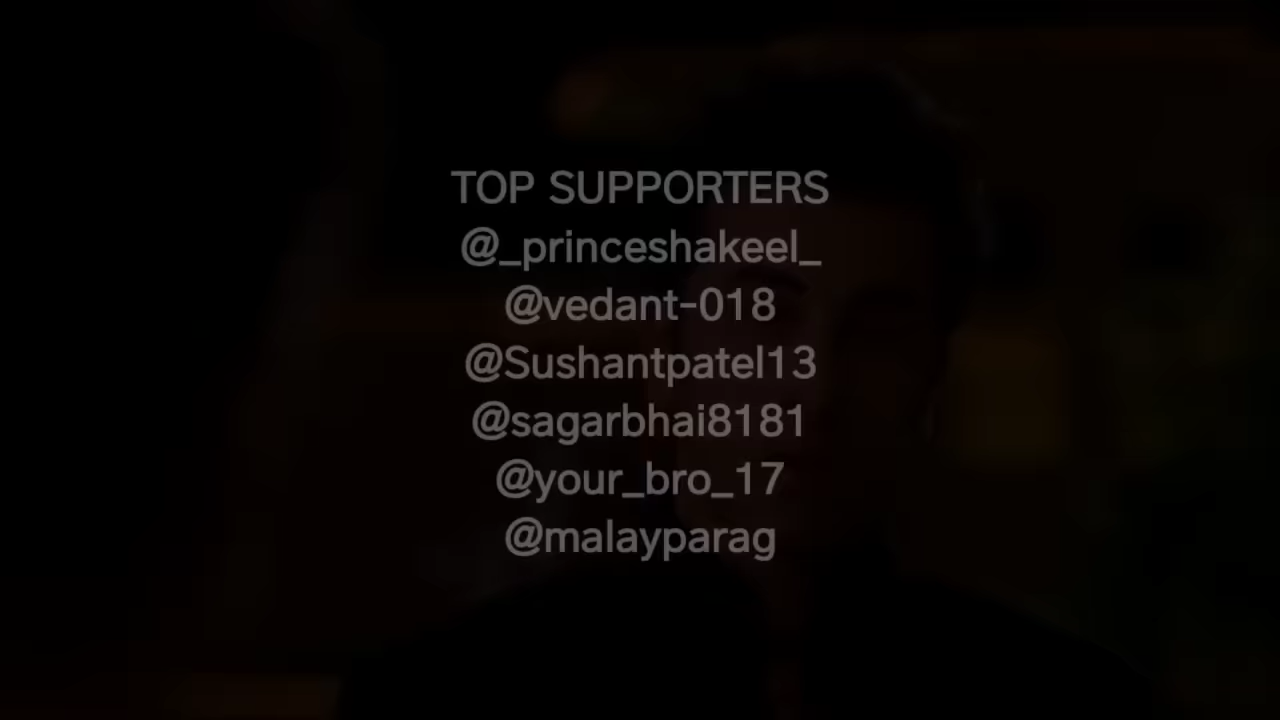 TOP SUPPORTERS
@_princeshakeel_
@vedant-018
@Sushantpatel13
@sagarbhai8181
@your_bro_17
@malayparag